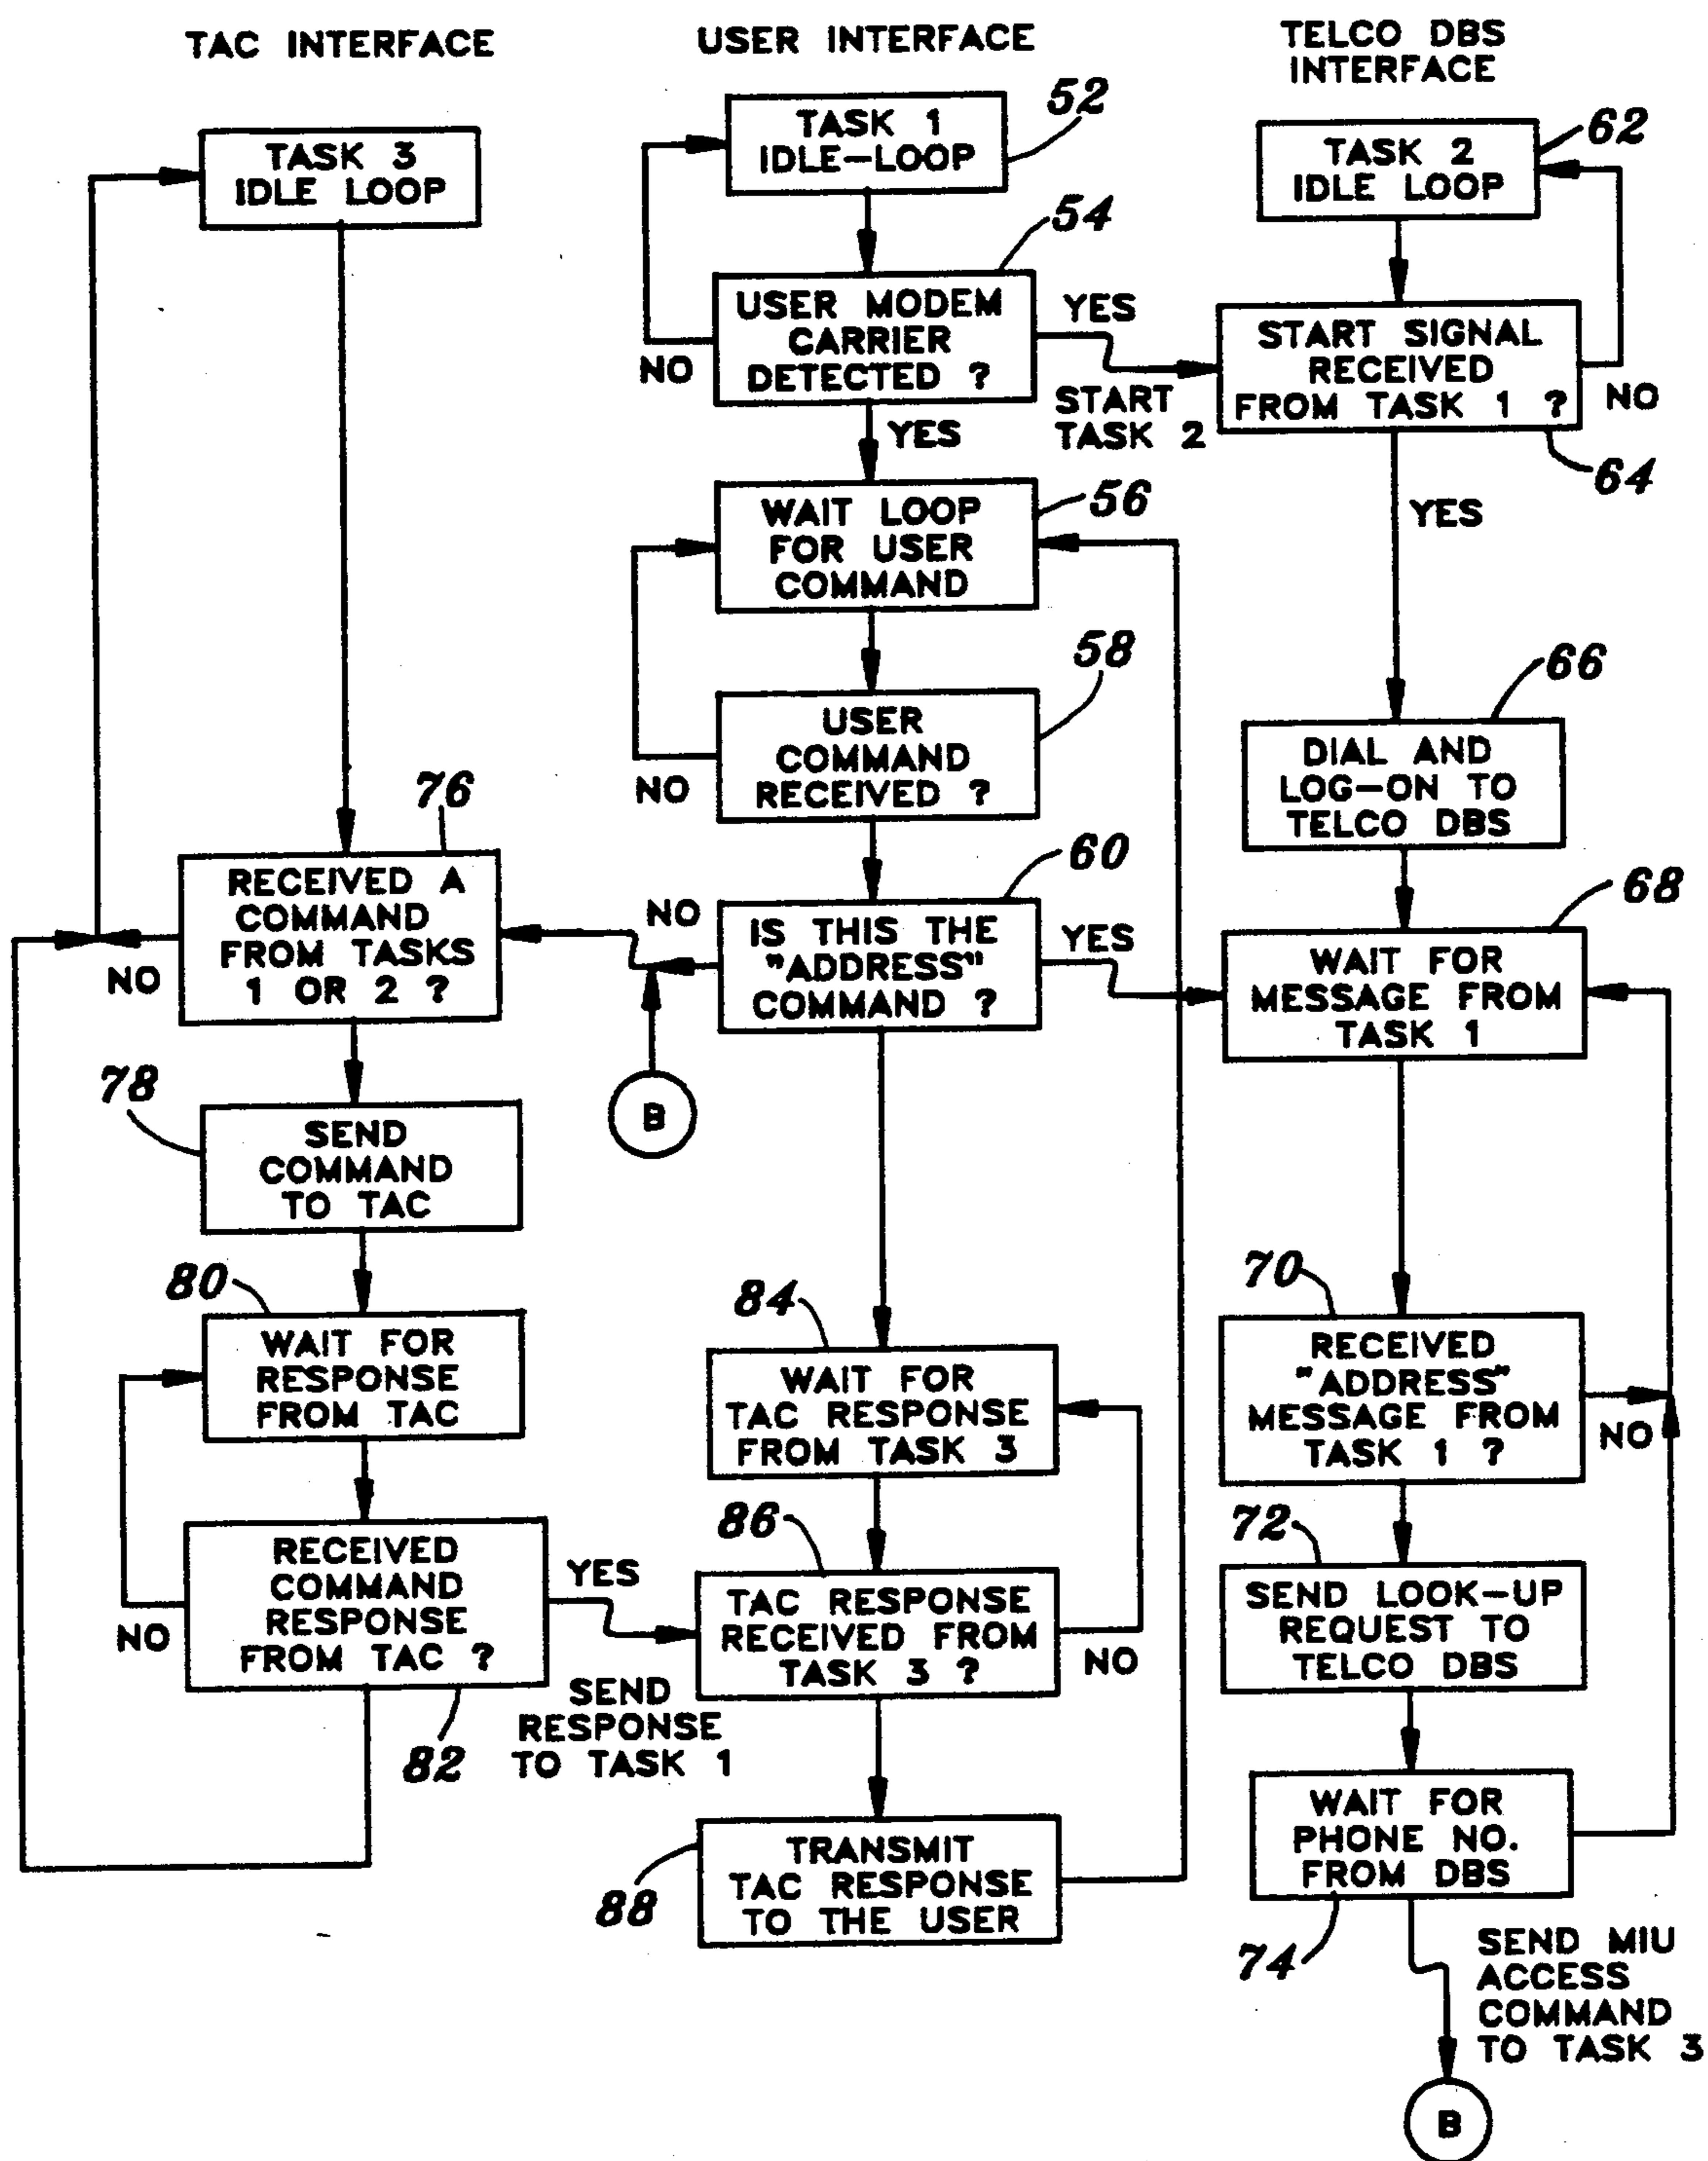 TAC INTERFACE
USER INTERFACE
TELCO DBS
INTERFACE
TASK 3
IDLE LOOP
TASK 1
IDLE-LOOP
52
TASK 2
IDLE LOOP
62
54
USER MODEM
CARRIER
DETECTED ?
NO
YES
START
TASK 2
YES
START SIGNAL
RECEIVED
FROM TASK 1 ?
NO
64
YES
WAIT LOOP
FOR USER
COMMAND
56
58
USER
COMMAND
RECEIVED ?
NO
66
DIAL AND
LOG-ON TO
TELCO DBS
76
RECEIVED A
COMMAND
FROM TASKS
1 OR 2 ?
NO
NO
60
IS THIS THE
"ADDRESS"
COMMAND ?
YES
68
WAIT FOR
MESSAGE FROM
TASK 1
B
78
SEND
COMMAND
TO TAC
80
WAIT FOR
RESPONSE
FROM TAC
84
WAIT FOR
TAC RESPONSE
FROM TASK 3
70
RECEIVED
"ADDRESS"
MESSAGE FROM
TASK 1 ?
NO
RECEIVED
COMMAND
RESPONSE
FROM TAC ?
NO
YES
SEND
RESPONSE
TO TASK 1
82
86
TAC RESPONSE
RECEIVED FROM
TASK 3 ?
NO
72
SEND LOOK-UP
REQUEST TO
TELCO DBS
88
TRANSMIT
TAC RESPONSE
TO THE USER
WAIT FOR
PHONE NO.
FROM DBS
74
SEND MIU
ACCESS
COMMAND
TO TASK 3
B